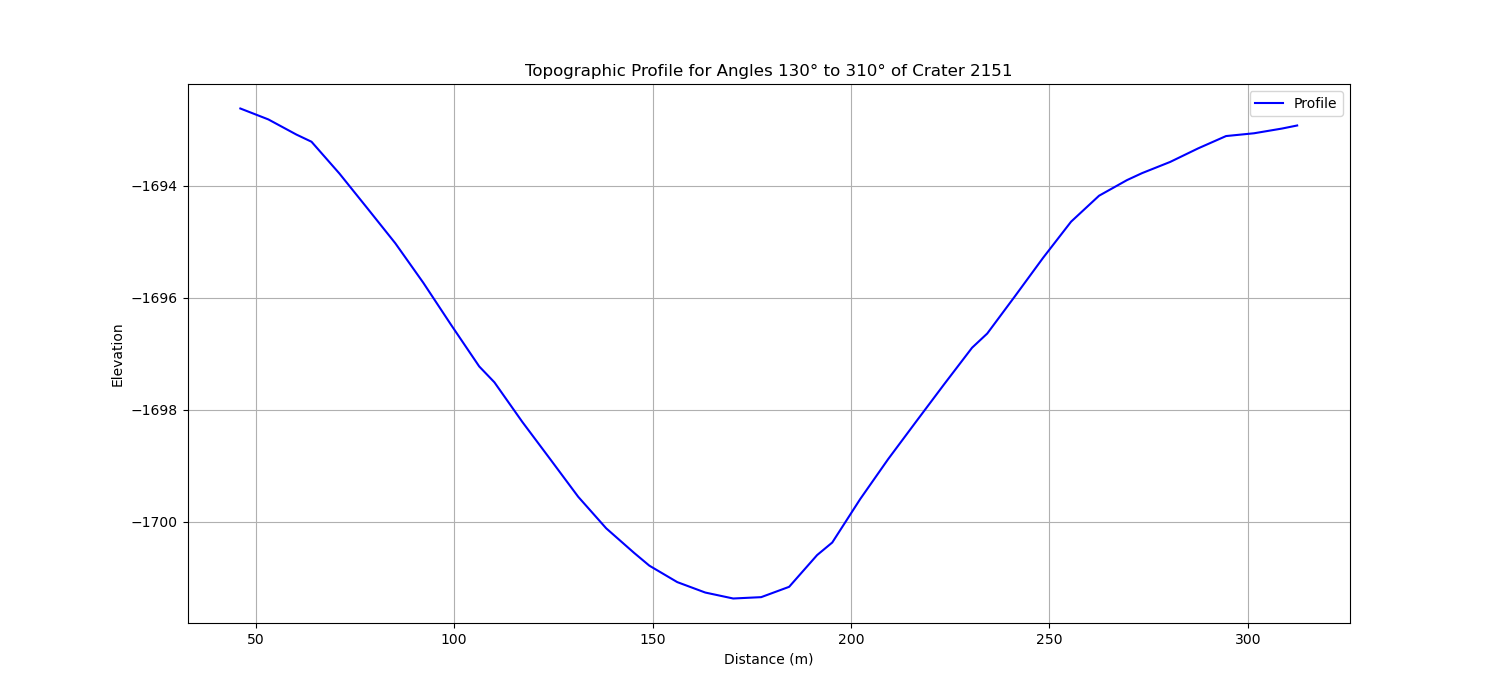 Topographic Profile for Angles 130° to 310° of Crater 2151
Profile
−1694
−1696
−1698
−1700
Elevation
50 100 150 200 250 300
Distance (m)